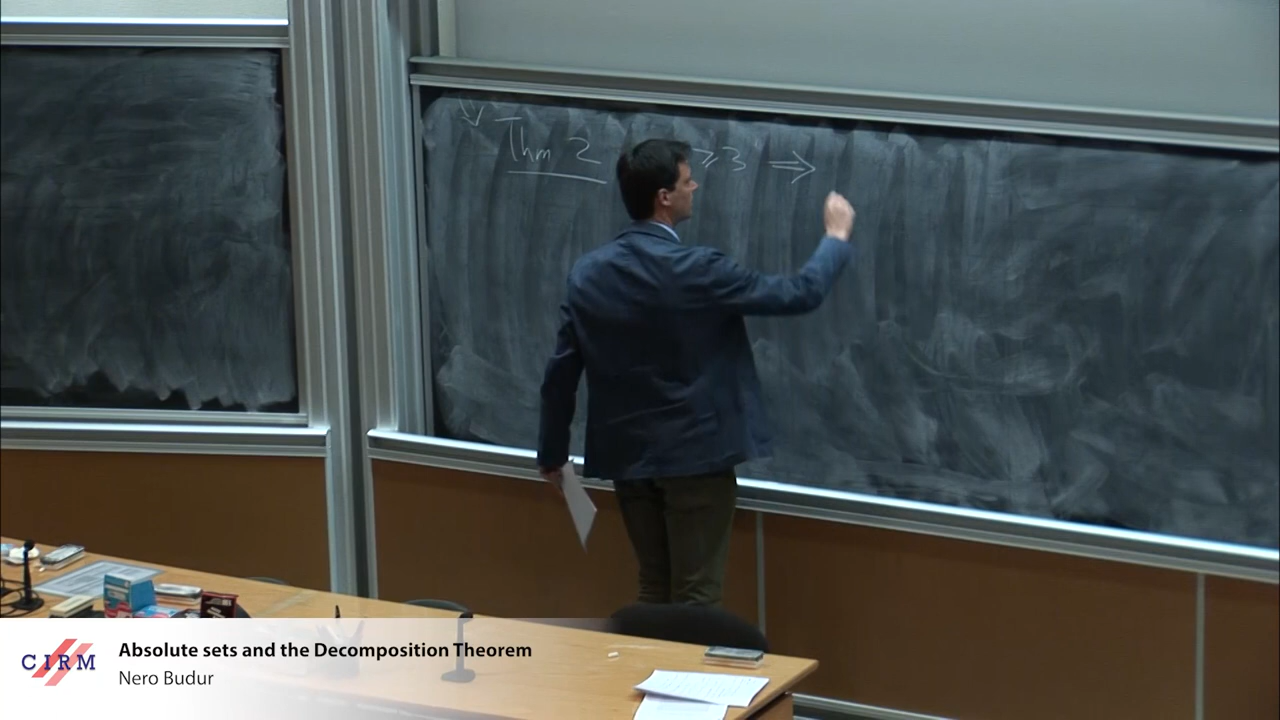 Thm 2 ≥3 ⇒
CIRM
Absolute sets and the Decomposition Theorem
Nero Budur